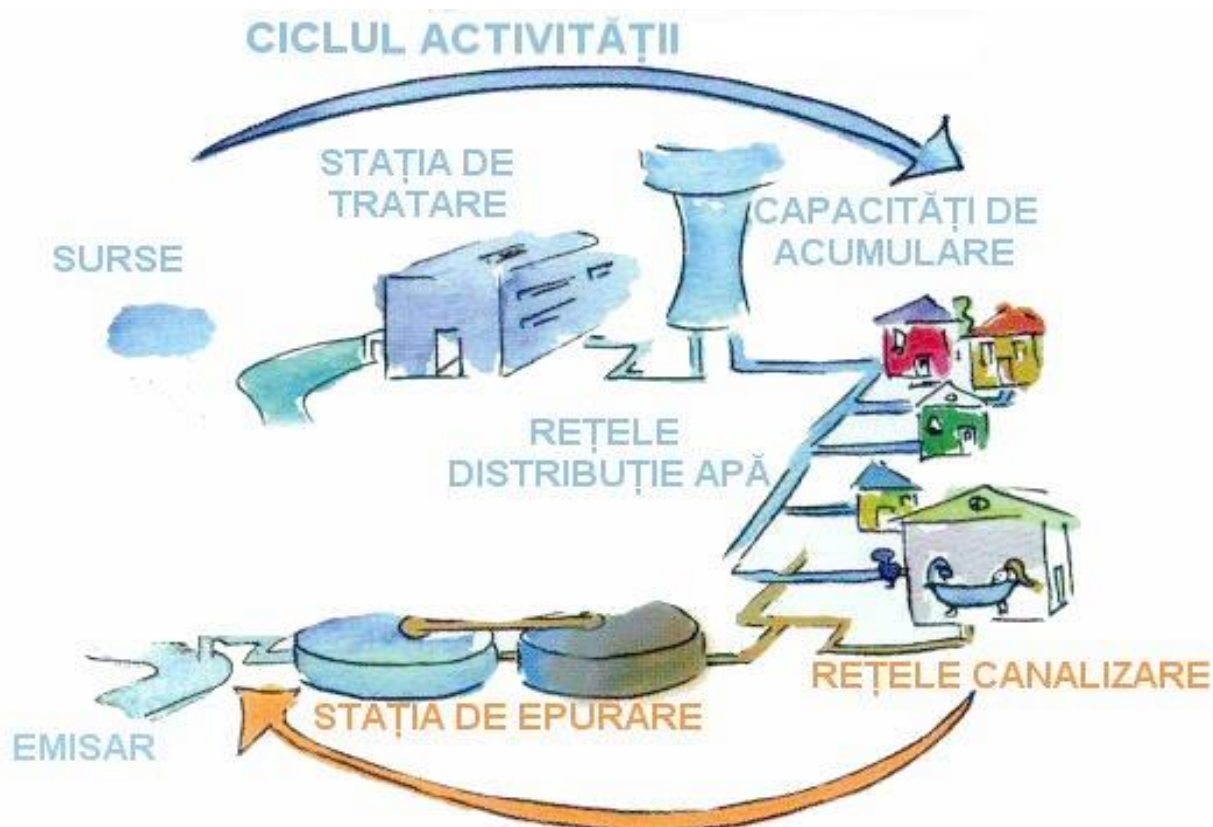 CICLUL ACTIVITĂȚII
STAȚIA DE
TRATARE
CAPACITĂȚI DE
ACUMULARE
SURSE
REȚELE
DISTRIBUȚIE APĂ
REȚELE CANALIZARE
STAȚIA DE EPURARE
EMISAR